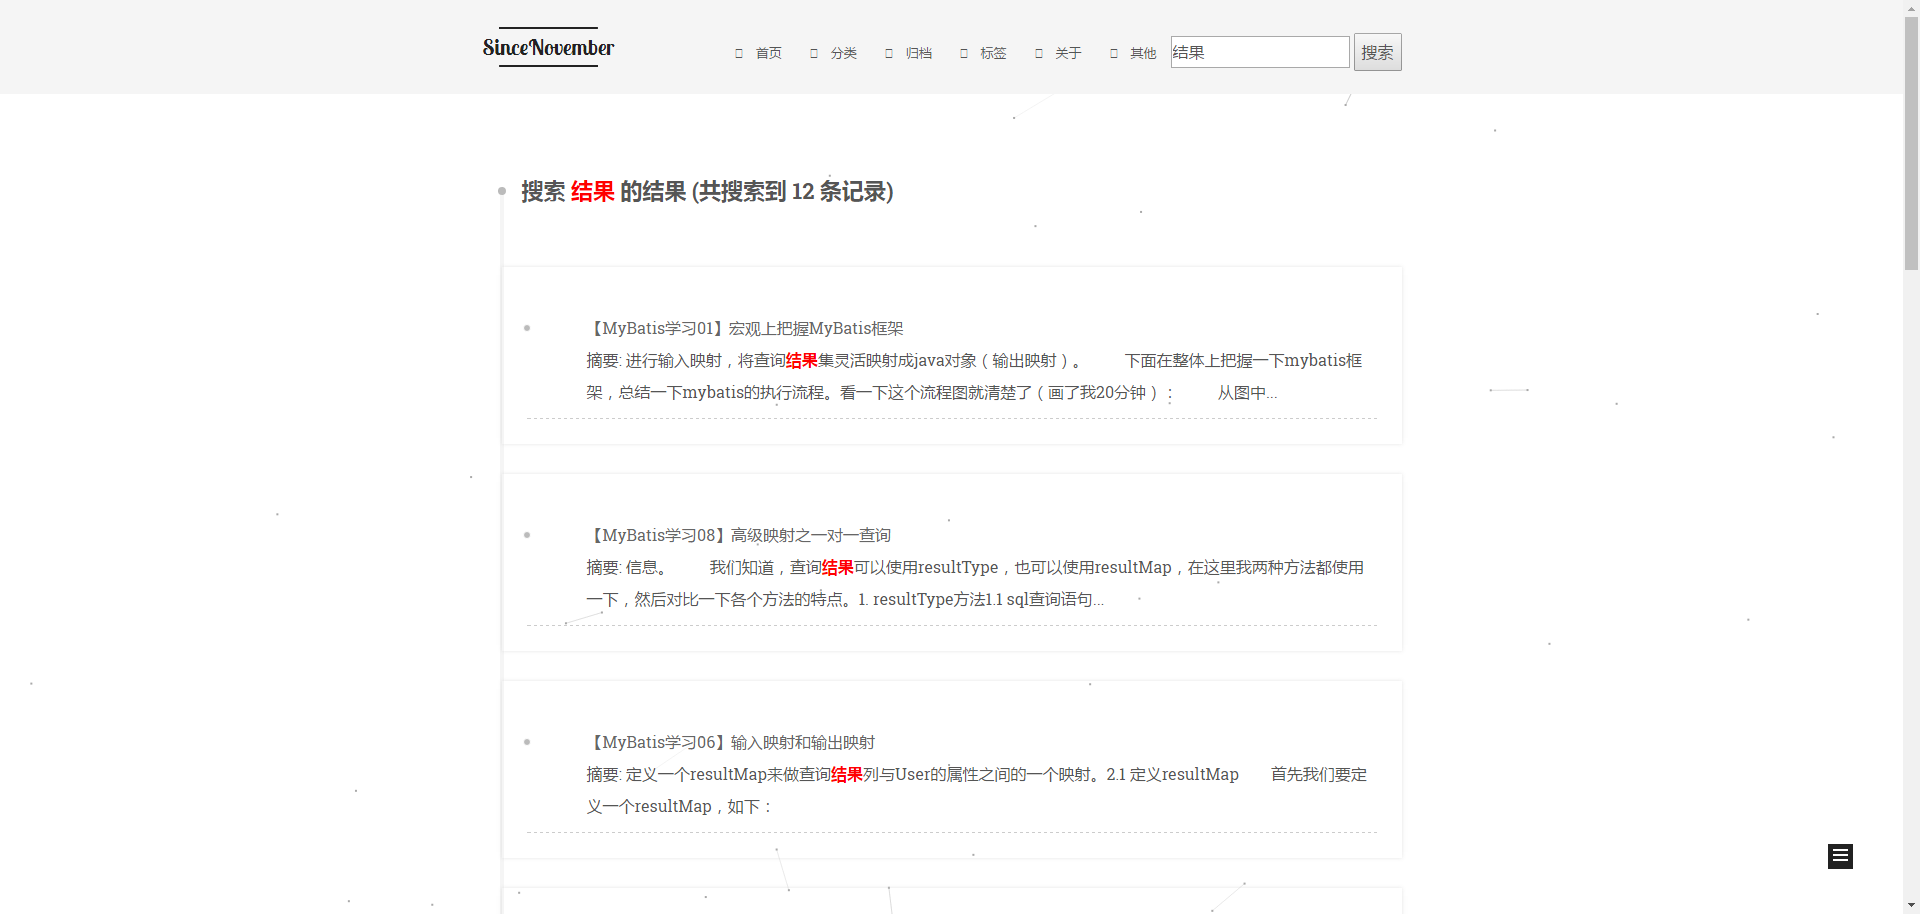 SinceNovember
首页 分类 归档 标签 关于 其他 结果 搜索
搜索 结果 的结果 (共搜索到 12 条记录)
【MyBatis学习01】宏观上把握MyBatis框架
摘要: 进行输入映射，将查询结果集灵活映射成java对象（输出映射）。 下面在整体上把握一下mybatis框
架，总结一下mybatis的执行流程。看一下这个流程图就清楚了（画了我20分钟）： 从图中...
【MyBatis学习08】高级映射之一对一查询
摘要: 信息。 我们知道，查询结果可以使用resultType，也可以使用resultMap，在这里我两种方法都使用
一下，然后对比一下各个方法的特点。1. resultType方法1.1 sql查询语句...
【MyBatis学习06】输入映射和输出映射
摘要: 定义一个resultMap来做查询结果列与User的属性之间的一个映射。2.1 定义resultMap 首先我们要定
义一个resultMap，如下：